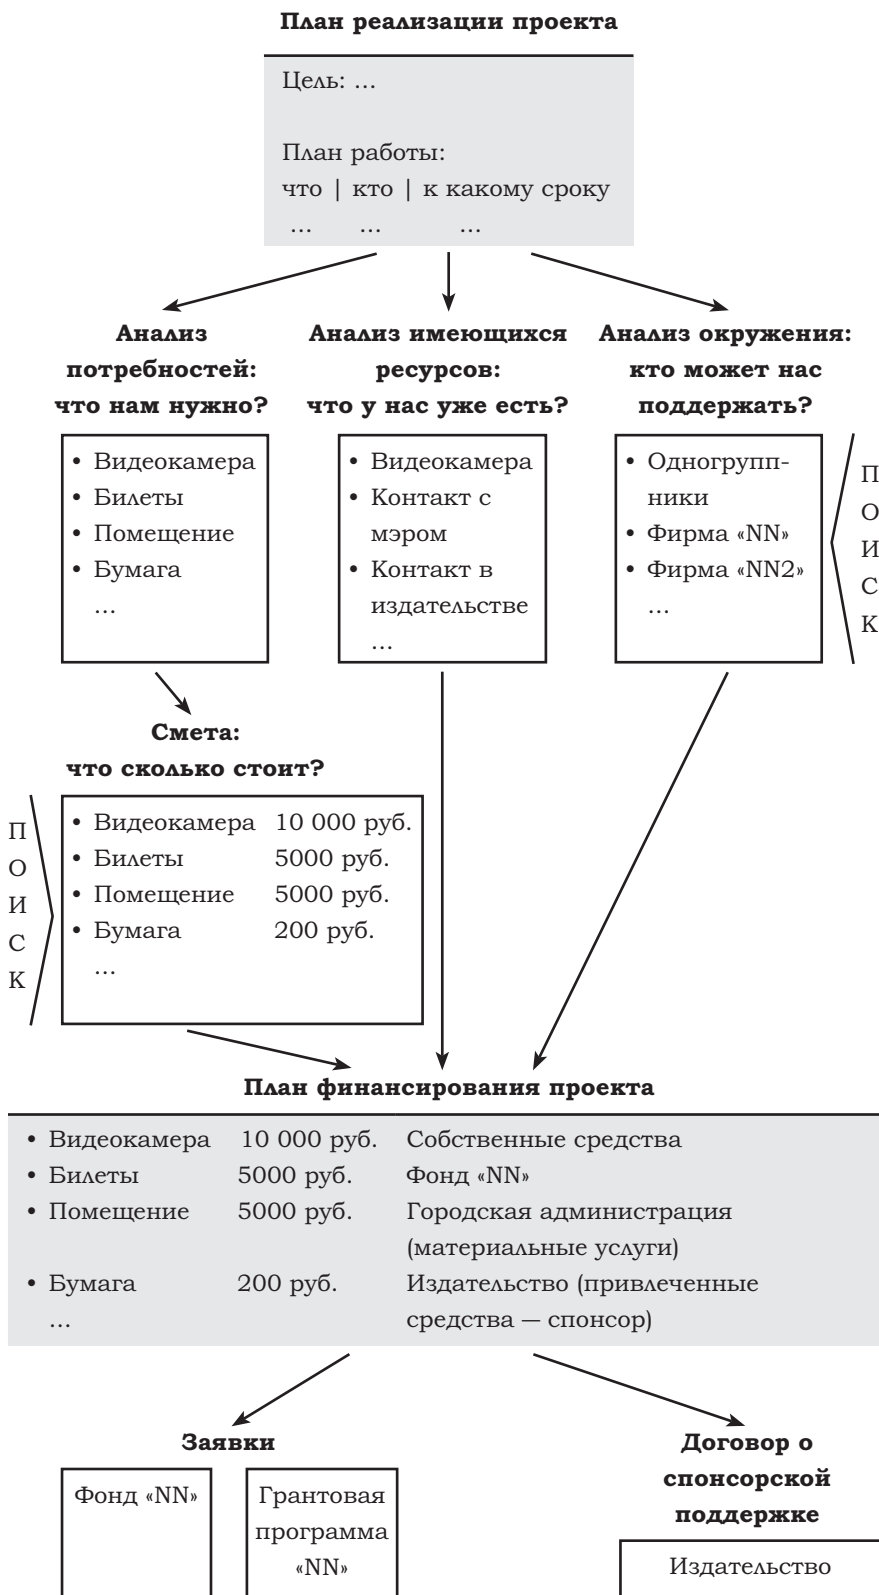 План реализации проекта
Цель: ...
План работы:
что | кто | к какому сроку
... ... ...
Анализ
потребностей:
что нам нужно?
• Видеокамера
• Билеты
• Помещение
• Бумага
...
Анализ имеющихся
ресурсов:
что у нас уже есть?
• Видеокамера
• Контакт с
мэром
• Контакт в
издательстве
...
Анализ окружения:
кто может нас
поддержать?
• Одногрупп-
ники
• Фирма «NN»
• Фирма «NN2»
...
П
О
И
С
К
Смета:
что сколько стоит?
П
О
И
С
К
• Видеокамера 10 000 руб.
• Билеты 5000 руб.
• Помещение 5000 руб.
• Бумага 200 руб.
...
План финансирования проекта
• Видеокамера 10 000 руб. Собственные средства
• Билеты 5000 руб. Фонд «NN»
• Помещение 5000 руб. Городская администрация
(материальные услуги)
• Бумага 200 руб. Издательство (привлеченные
... средства — спонсор)
Заявки
Фонд «NN»
Грантовая
программа
«NN»
Договор о
спонсорской
поддержке
Издательство